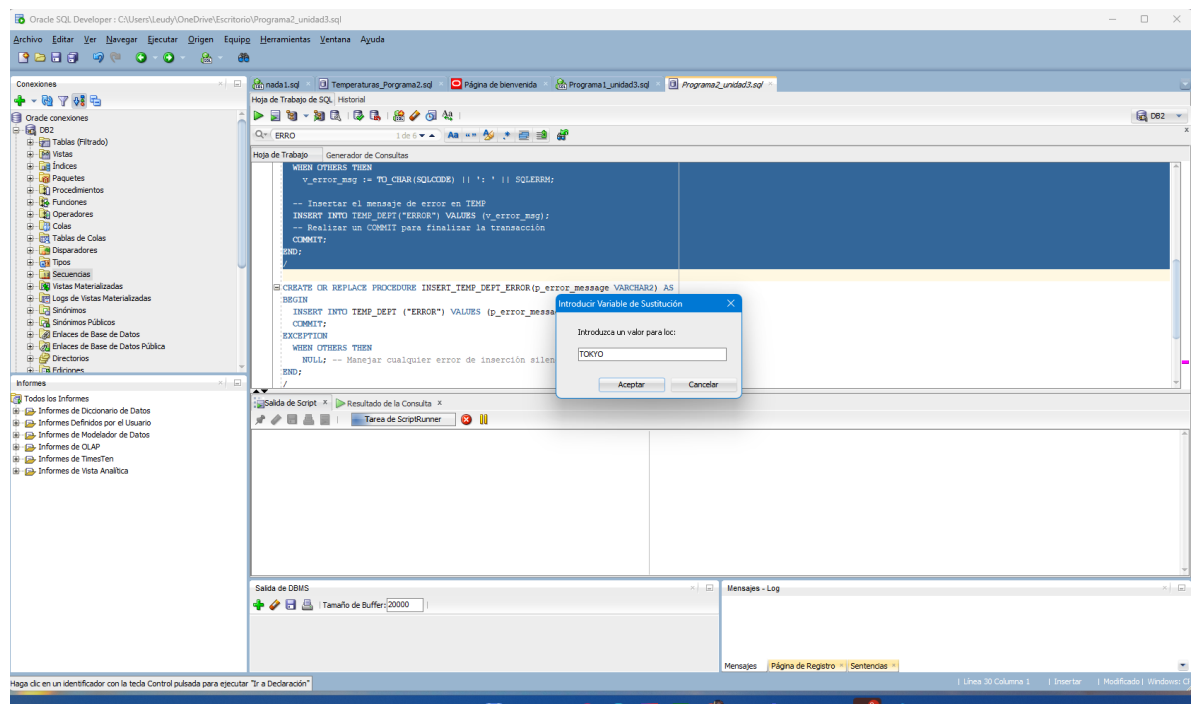 Oracle SQL Developer : C:\Users\Leudy\OneDrive\Escritorio\Programa2_unidad3.sql
Archivo Editar Ver Navegar Ejecutar Origen Equipo Herramientas Ventana Ayuda
Conexiones
Oracle conexiones
DB2
Tablas (Filtrado)
Vistas
Índices
Paquetes
Procedimientos
Funciones
Operadores
Colas
Tablas de Colas
Disparadores
Tipos
Secuencias
Vistas Materializadas
Logs de Vistas Materializadas
Sinónimos
Sinónimos Públicos
Enlaces de Base de Datos
Enlaces de Base de Datos Pública
Directorios
Ediciones
Informes
Todos los Informes
Informes de Diccionario de Datos
Informes Definidos por el Usuario
Informes de Modelador de Datos
Informes de OLAP
Informes de TimesTen
Informes de Vista Analítica
nada1.sql Temperaturas_Porgrama2.sql Página de bienvenida Programa1_unidad3.sql Programa2_unidad3.sql
Hoja de Trabajo de SQL Historial
DB2
ERRO 1 de 6
Hoja de Trabajo Generador de Consultas
WHEN OTHERS THEN
v_error_msg := TO_CHAR(SQLCODE) || ': ' || SQLERRM;
-- Insertar el mensaje de error en TEMP
INSERT INTO TEMP_DEPT("ERROR") VALUES (v_error_msg);
-- Realizar un COMMIT para finalizar la transacción
COMMIT;
END;
/
CREATE OR REPLACE PROCEDURE INSERT_TEMP_DEPT_ERROR(p_error_message VARCHAR2) AS
BEGIN
INSERT INTO TEMP_DEPT ("ERROR") VALUES (p_error_messa
COMMIT;
EXCEPTION
WHEN OTHERS THEN
NULL; -- Manejar cualquier error de inserción silen
END;
/
Introducir Variable de Sustitución
Introduzca un valor para loc:
TOKYO
Aceptar Cancelar
Salida de Script Resultado de la Consulta
Tarea de ScriptRunner
Salida de DBMS
Tamaño de Buffer: 20000
Mensajes - Log
Mensajes Página de Registro Sentencias
Haga clic en un identificador con la tecla Control pulsada para ejecutar "Ir a Declaración"
Línea 30 Columna 1 | Insertar | Modificado | Windows: C